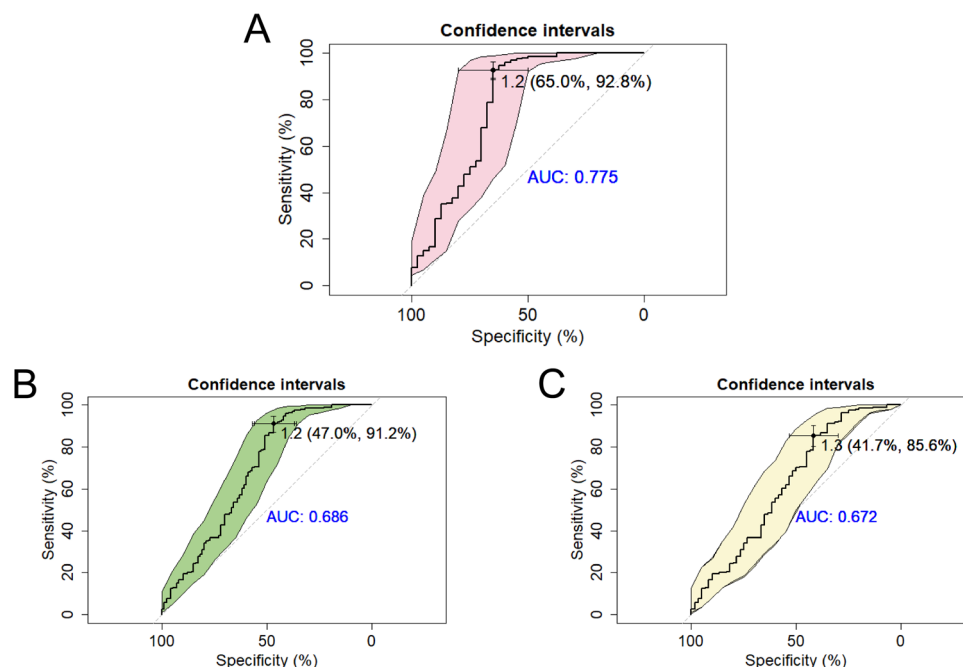 A
Confidence intervals
Sensitivity (%)
100
80
60
40
20
0
1.2 (65.0%, 92.8%)
AUC: 0.775
100 50 0
Specificity (%)
B
Confidence intervals
Sensitivity (%)
100
80
60
40
20
0
1.2 (47.0%, 91.2%)
AUC: 0.686
100 50 0
Specificity (%)
C
Confidence intervals
Sensitivity (%)
100
80
60
40
20
0
1.3 (41.7%, 85.6%)
AUC: 0.672
100 50 0
Specificity (%)